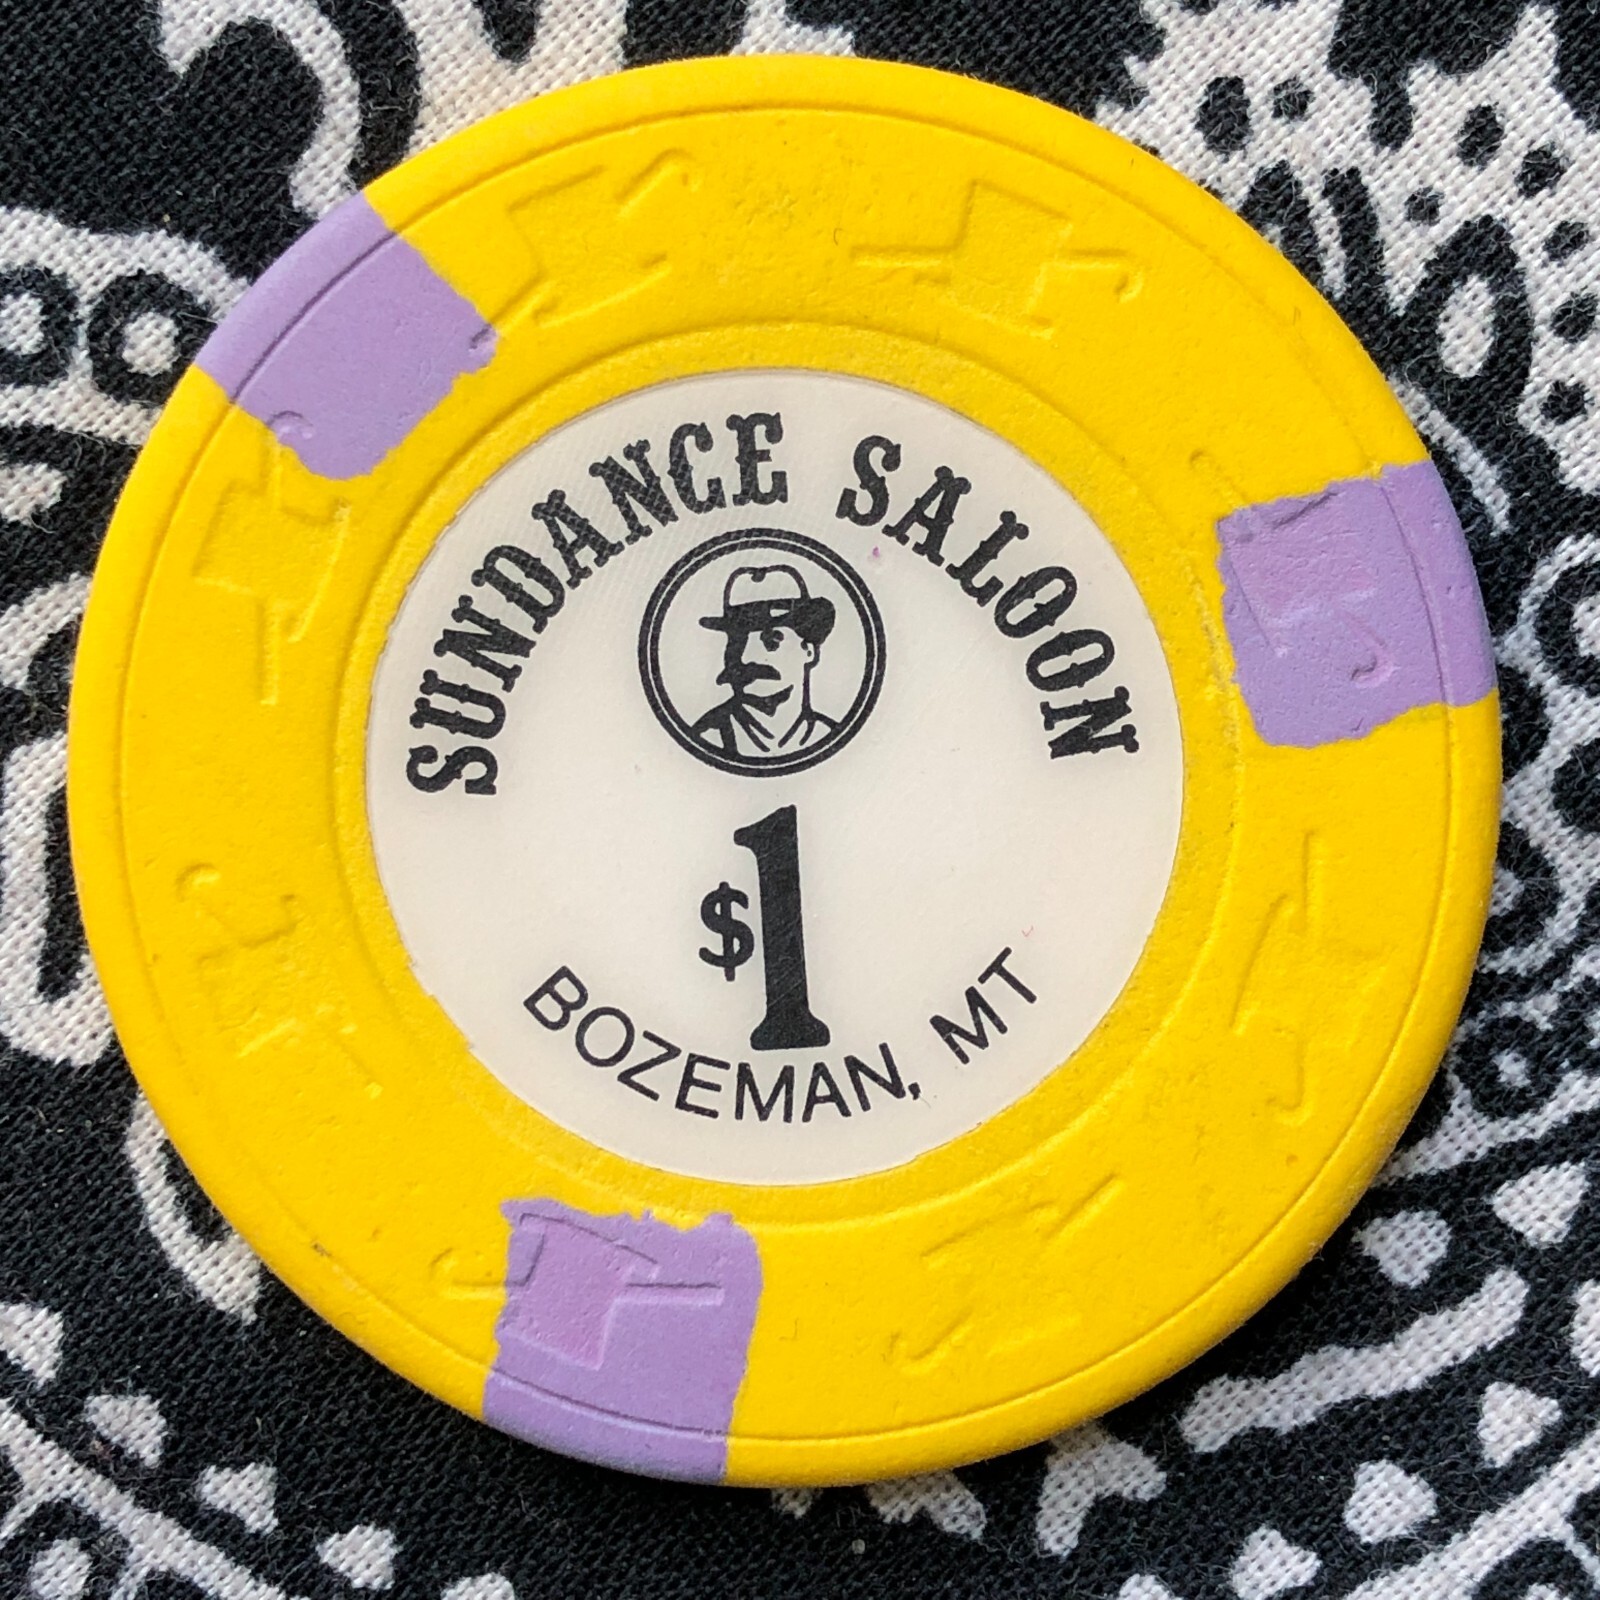 SUNDANCE SALOON
$1
BOZEMAN, MT